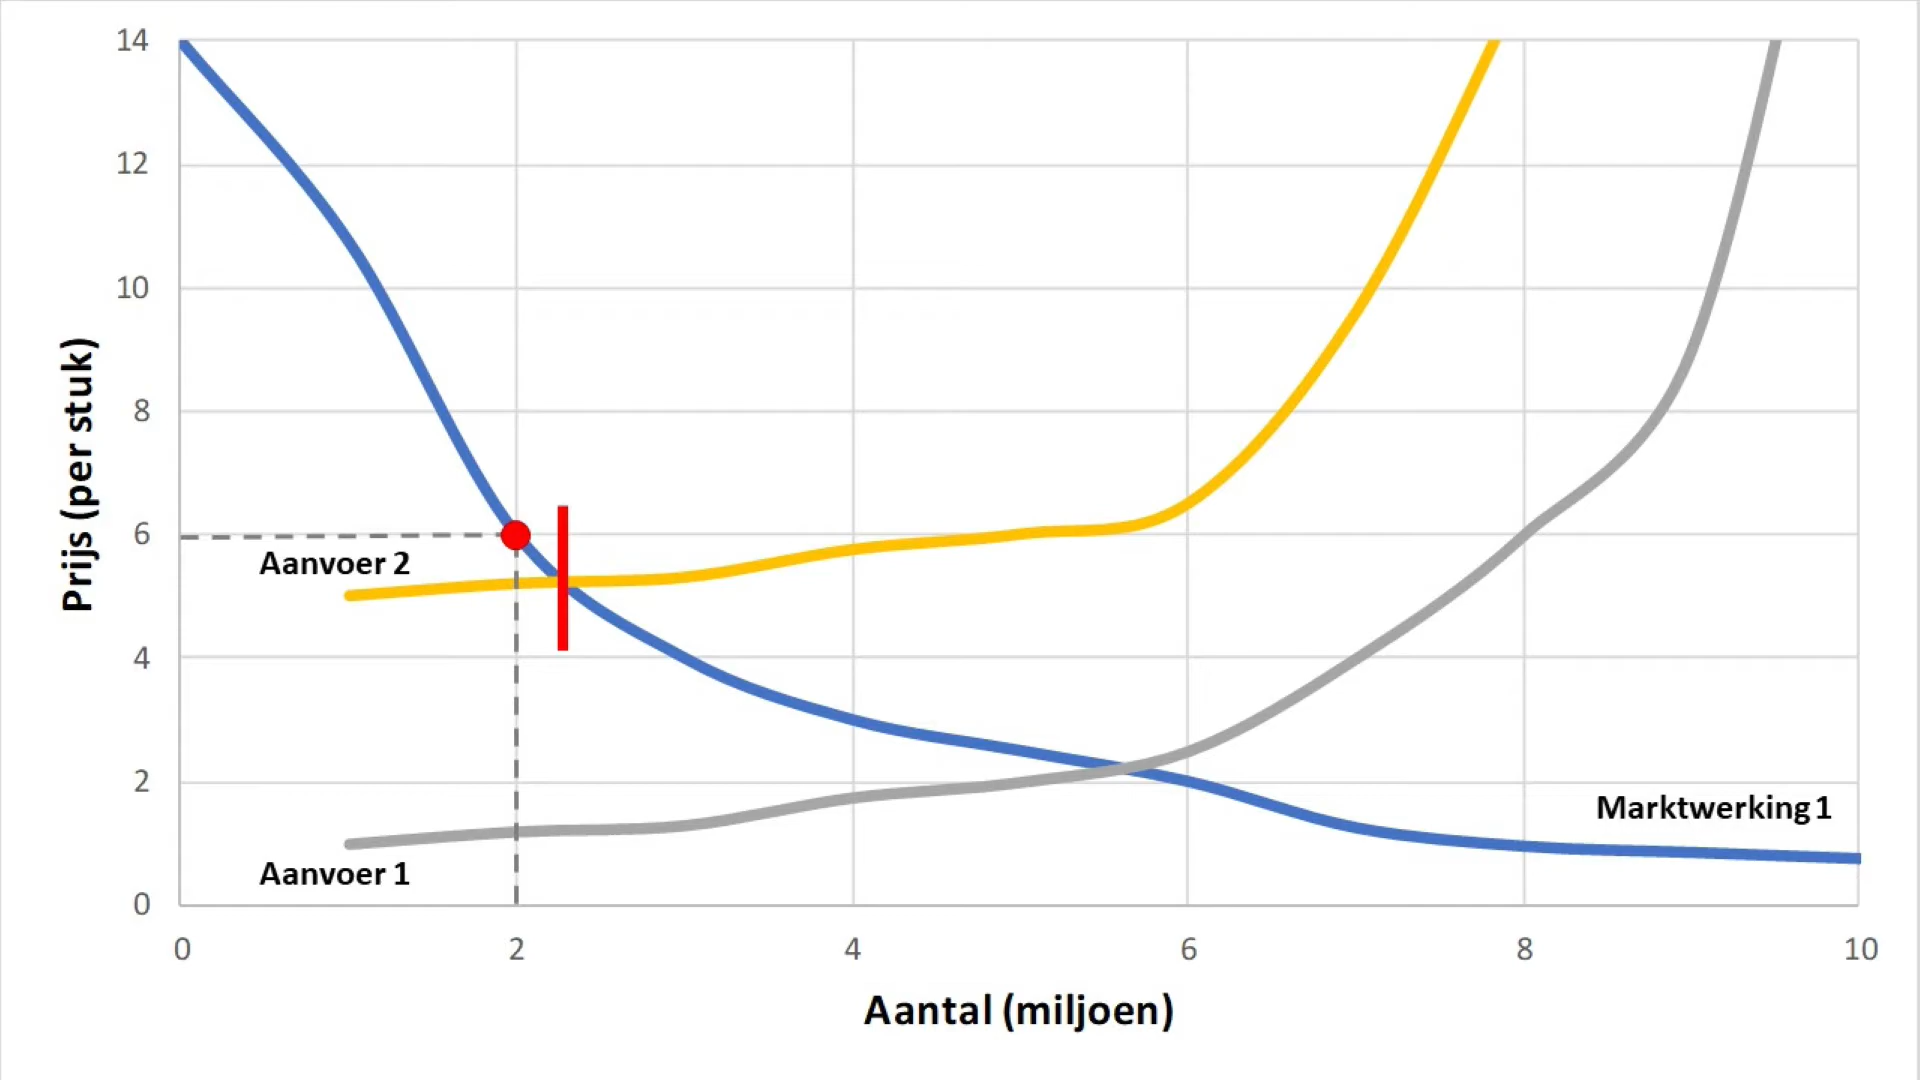 14
12
10
8
6
4
2
0
Prijs (per stuk)
Aanvoer 2
Aanvoer 1
Marktwerking 1
0 2 4 6 8 10
Aantal (miljoen)